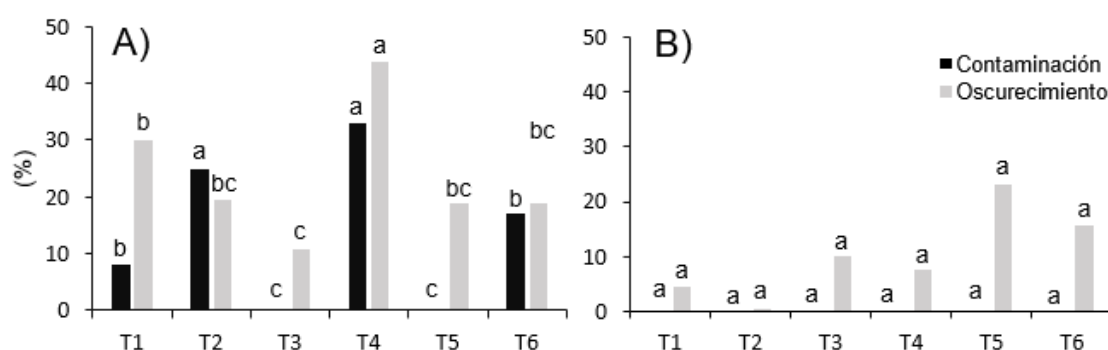 A)
(%)
50
40
30
20
10
0
b b a bc c c a a c bc b bc
T1 T2 T3 T4 T5 T6
B)
Contaminación
Oscurecimiento
50
40
30
20
10
0
a a a a a a a a a a a a
T1 T2 T3 T4 T5 T6